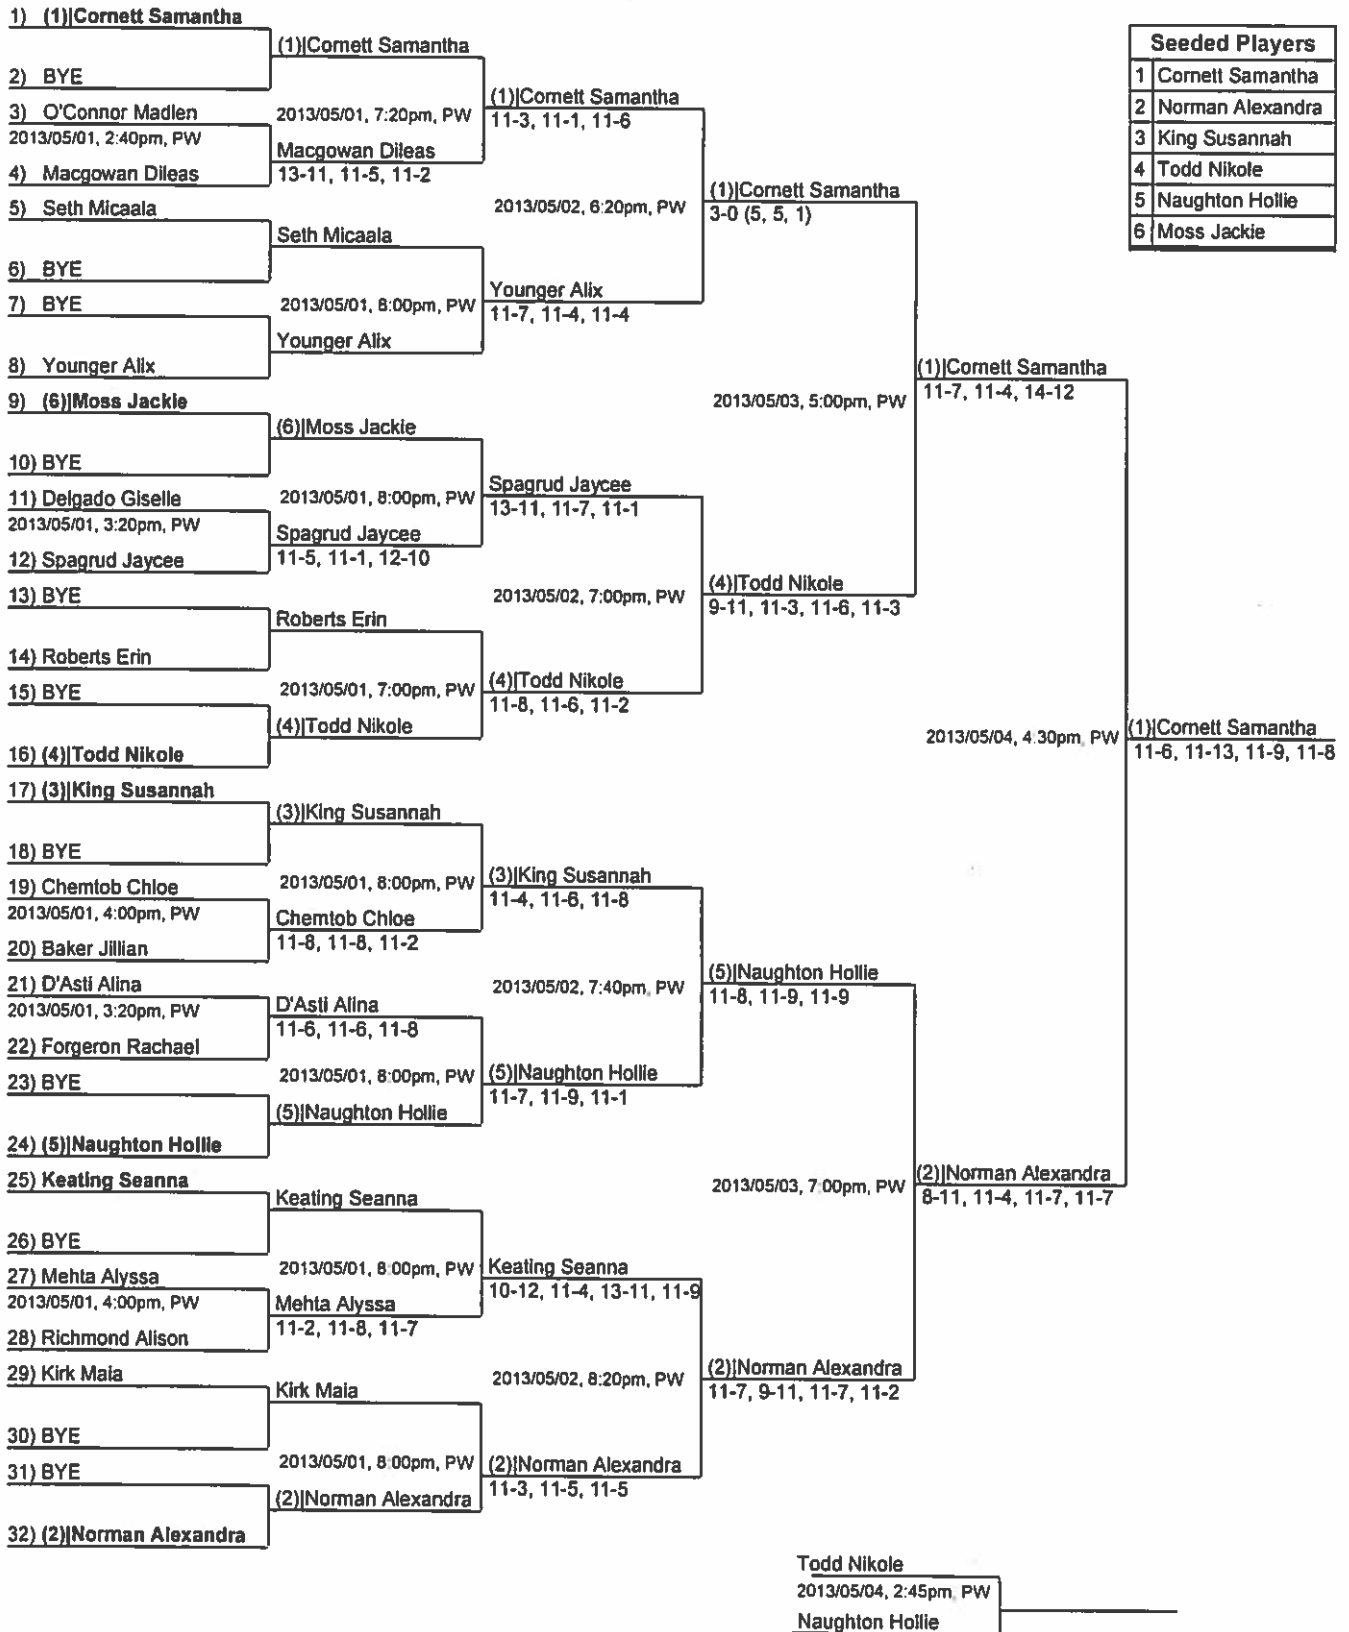 1) (1)|Cornett Samantha
2) BYE
3) O'Connor Madlen
2013/05/01, 2:40pm, PW
4) Macgowan Dileas
5) Seth Micaala
6) BYE
7) BYE
8) Younger Alix
9) (6)|Moss Jackie
10) BYE
11) Delgado Giselle
2013/05/01, 3:20pm, PW
12) Spagrud Jaycee
13) BYE
14) Roberts Erin
15) BYE
16) (4)|Todd Nikole
17) (3)|King Susannah
18) BYE
19) Chemtob Chloe
2013/05/01, 4:00pm, PW
20) Baker Jillian
21) D'Asti Alina
2013/05/01, 3:20pm, PW
22) Forgeron Rachael
23) BYE
24) (5)|Naughton Hollie
25) Keating Seanna
26) BYE
27) Mehta Alyssa
2013/05/01, 4:00pm, PW
28) Richmond Alison
29) Kirk Maia
30) BYE
31) BYE
32) (2)|Norman Alexandra
(1)|Cornett Samantha
2013/05/01, 7:20pm, PW
Macgowan Dileas
13-11, 11-5, 11-2
Seth Micaala
2013/05/01, 6:00pm, PW
Younger Alix
(6)|Moss Jackie
2013/05/01, 8:00pm, PW
Spagrud Jaycee
11-5, 11-1, 12-10
Roberts Erin
2013/05/01, 7:00pm, PW
(4)|Todd Nikole
(3)|King Susannah
2013/05/01, 8:00pm, PW
Chemtob Chloe
11-8, 11-8, 11-2
D'Asti Alina
11-6, 11-6, 11-8
2013/05/01, 8:00pm, PW
(5)|Naughton Hollie
Keating Seanna
2013/05/01, 8:00pm, PW
Mehta Alyssa
11-2, 11-8, 11-7
Kirk Maia
2013/05/01, 8:00pm, PW
(2)|Norman Alexandra
(1)|Cornett Samantha
11-3, 11-1, 11-6
2013/05/02, 6:20pm, PW
Younger Alix
11-7, 11-4, 11-4
Spagrud Jaycee
13-11, 11-7, 11-1
2013/05/02, 7:00pm, PW
(4)|Todd Nikole
11-8, 11-6, 11-2
(3)|King Susannah
11-4, 11-6, 11-8
2013/05/02, 7:40pm, PW
(5)|Naughton Hollie
11-7, 11-9, 11-1
Keating Seanna
10-12, 11-4, 13-11, 11-9
2013/05/02, 8:20pm, PW
(2)|Norman Alexandra
11-3, 11-5, 11-5
(1)|Cornett Samantha
3-0 (5, 5, 1)
2013/05/03, 5:00pm, PW
(4)|Todd Nikole
9-11, 11-3, 11-6, 11-3
(5)|Naughton Hollie
11-8, 11-9, 11-9
2013/05/03, 7:00pm, PW
(2)|Norman Alexandra
11-7, 9-11, 11-7, 11-2
(1)|Cornett Samantha
11-7, 11-4, 14-12
2013/05/04, 4:30pm, PW
(2)|Norman Alexandra
8-11, 11-4, 11-7, 11-7
(1)|Cornett Samantha
11-6, 11-13, 11-9, 11-8
Seeded Players
1 Cornett Samantha
2 Norman Alexandra
3 King Susannah
4 Todd Nikole
5 Naughton Hollie
6 Moss Jackie
Todd Nikole
2013/05/04, 2:45pm, PW
Naughton Hollie